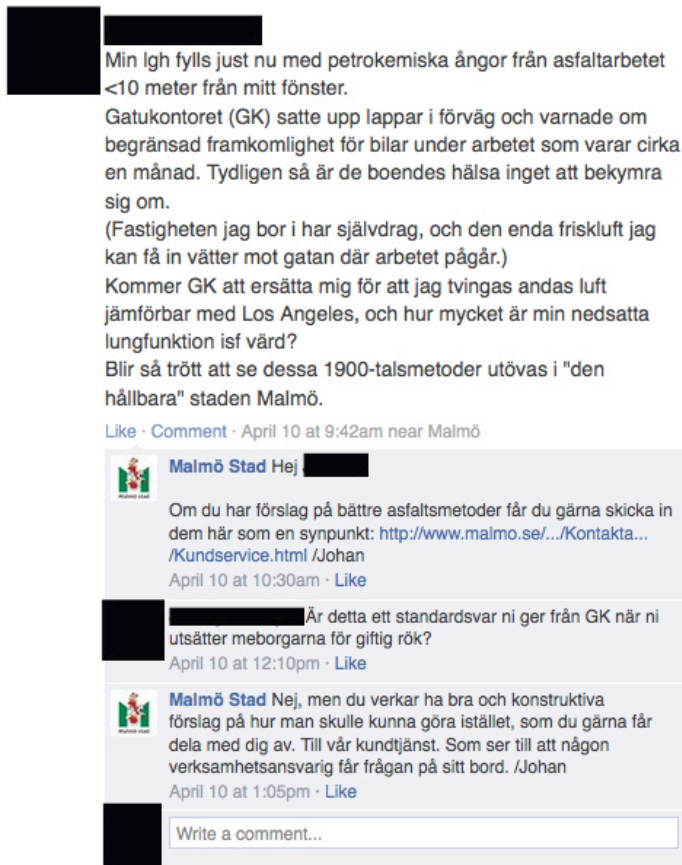 Min lgh fylls just nu med petrokemiska ångor från asfaltarbetet
<10 meter från mitt fönster.
Gatukontoret (GK) satte upp lappar i förväg och varnade om
begränsad framkomlighet för bilar under arbetet som varar cirka
en månad. Tydligen så är de boendes hälsa inget att bekymra
sig om.
(Fastigheten jag bor i har självdrag, och den enda friskluft jag
kan få in vätter mot gatan där arbetet pågår.)
Kommer GK att ersätta mig för att jag tvingas andas luft
jämförbar med Los Angeles, och hur mycket är min nedsatta
lungfunktion isf värd?
Blir så trött att se dessa 1900-talsmetoder utövas i "den
hållbara" staden Malmö.
Like · Comment · April 10 at 9:42am near Malmö
Malmö stad
Malmö Stad Hej
Om du har förslag på bättre asfaltsmetoder får du gärna skicka in
dem här som en synpunkt: http://www.malmo.se/.../Kontakta...
/Kundservice.html /Johan
April 10 at 10:30am · Like
Är detta ett standardsvar ni ger från GK när ni
utsätter meborgarna för giftig rök?
April 10 at 12:10pm · Like
Malmö stad
Malmö Stad Nej, men du verkar ha bra och konstruktiva
förslag på hur man skulle kunna göra istället, som du gärna får
dela med dig av. Till vår kundtjänst. Som ser till att någon
verksamhetsansvarig får frågan på sitt bord. /Johan
April 10 at 1:05pm · Like
Write a comment...